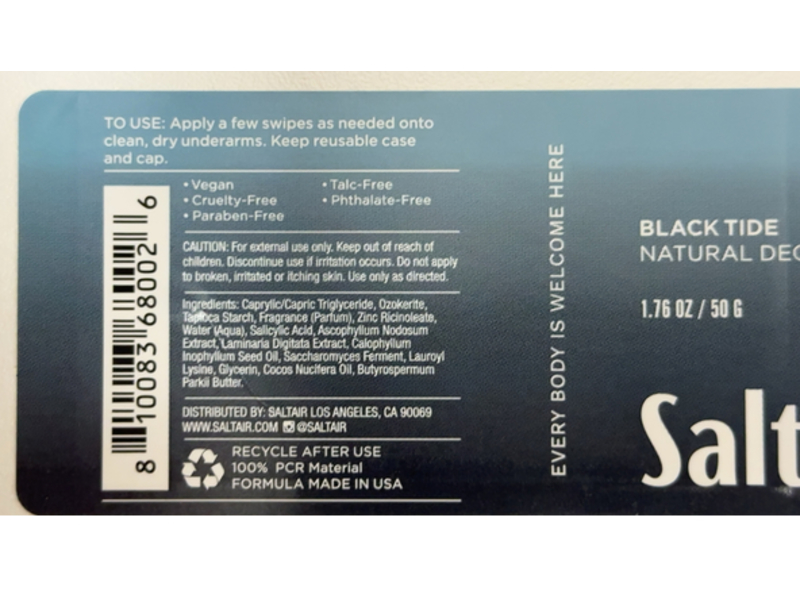 TO USE: Apply a few swipes as needed onto
clean, dry underarms. Keep reusable case
and cap.
• Vegan
• Cruelty-Free
• Paraben-Free
• Talc-Free
• Phthalate-Free
CAUTION: For external use only. Keep out of reach of
children. Discontinue use if irritation occurs. Do not apply
to broken, irritated or itching skin. Use only as directed.
Ingredients: Caprylic/Capric Triglyceride, Ozokerite,
Tapioca Starch, Fragrance (Parfum), Zinc Ricinoleate,
Water (Aqua), Salicylic Acid, Ascophyllum Nodosum
Extract, Laminaria Digitata Extract, Calophyllum
Inophyllum Seed Oil, Saccharomyces Ferment, Lauroyl
Lysine, Glycerin, Cocos Nucifera Oil, Butyrospermum
Parkii Butter.
DISTRIBUTED BY: SALTAIR LOS ANGELES, CA 90069
WWW.SALTAIR.COM @SALTAIR
RECYCLE AFTER USE
100% PCR Material
FORMULA MADE IN USA
8 10083 68002 6
EVERY BODY IS WELCOME HERE
BLACK TIDE
NATURAL DEO
1.76 OZ / 50 G
Salt